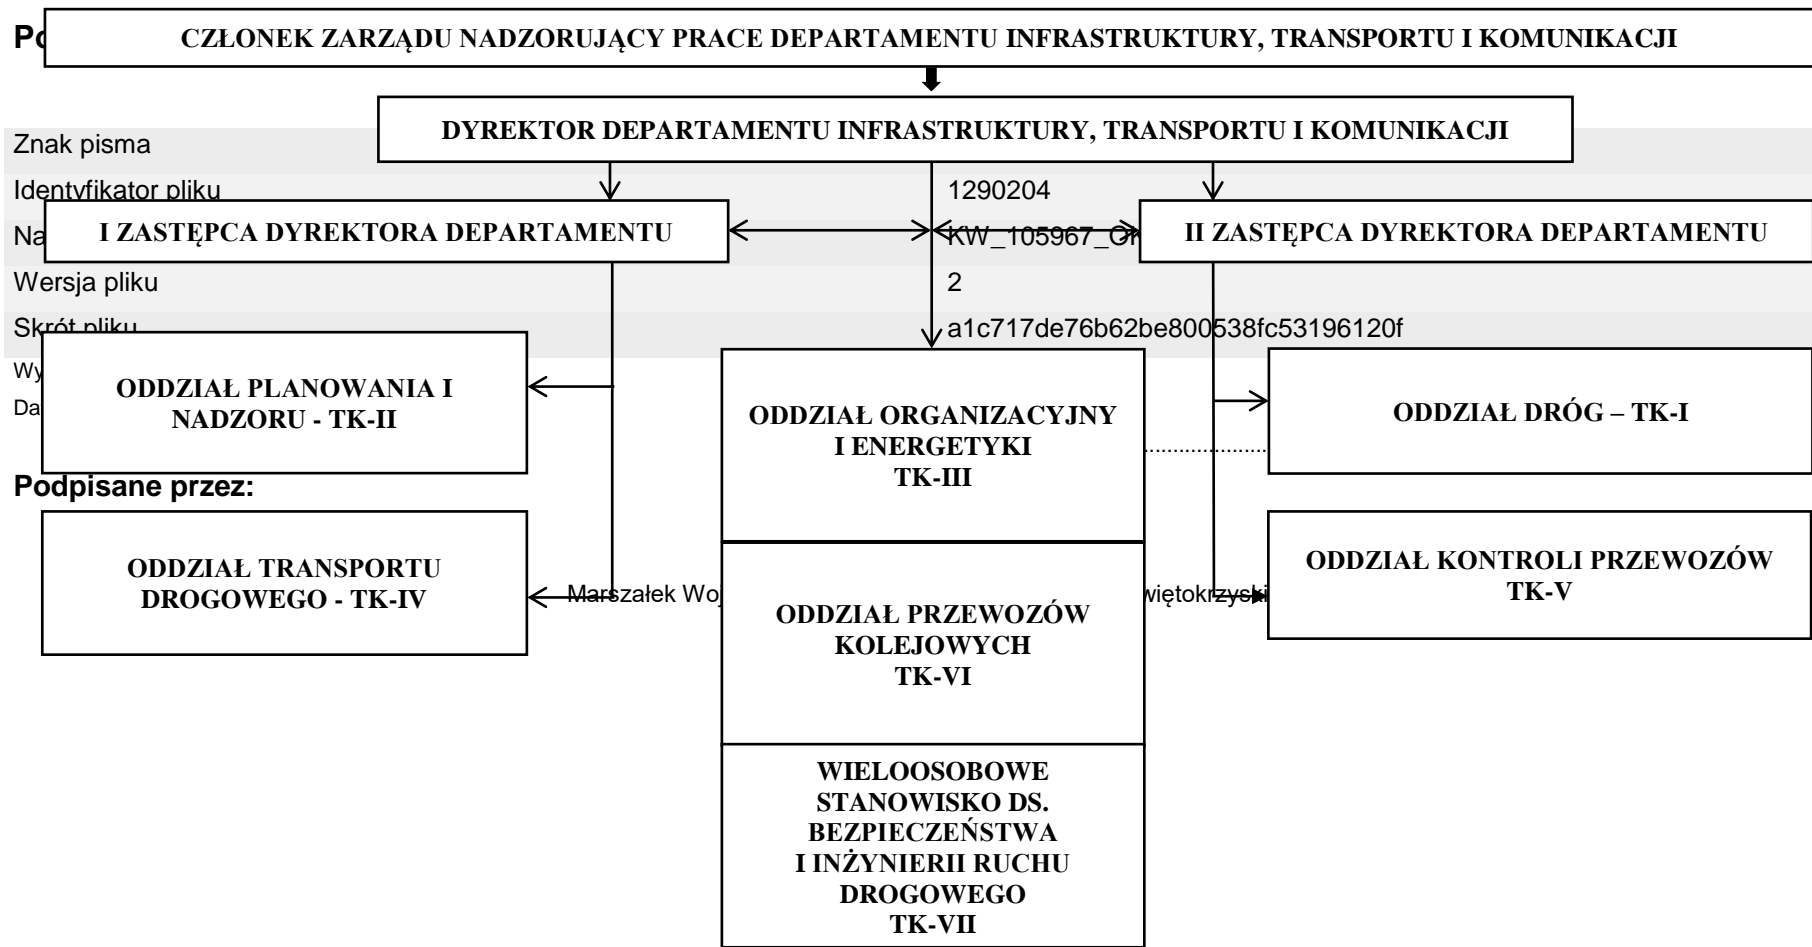 CZŁONEK ZARZĄDU NADZORUJĄCY PRACE DEPARTAMENTU INFRASTRUKTURY, TRANSPORTU I KOMUNIKACJI
DYREKTOR DEPARTAMENTU INFRASTRUKTURY, TRANSPORTU I KOMUNIKACJI
Znak pisma
Identyfikator pliku 1290204
I ZASTĘPCA DYREKTORA DEPARTAMENTU
II ZASTĘPCA DYREKTORA DEPARTAMENTU
Wersja pliku 2
Skrót pliku a1c717de76b62be800538fc53196120f
ODDZIAŁ PLANOWANIA I
NADZORU - TK-II
ODDZIAŁ ORGANIZACYJNY
I ENERGETYKI
TK-III
ODDZIAŁ DRÓG – TK-I
Podpisane przez:
ODDZIAŁ TRANSPORTU
DROGOWEGO - TK-IV
Marszałek
ODDZIAŁ PRZEWOZÓW
KOLEJOWYCH
TK-VI
ODDZIAŁ KONTROLI PRZEWOZÓW
TK-V
WIELOOSOBOWE
STANOWISKO DS.
BEZPIECZEŃSTWA
I INŻYNIERII RUCHU
DROGOWEGO
TK-VII